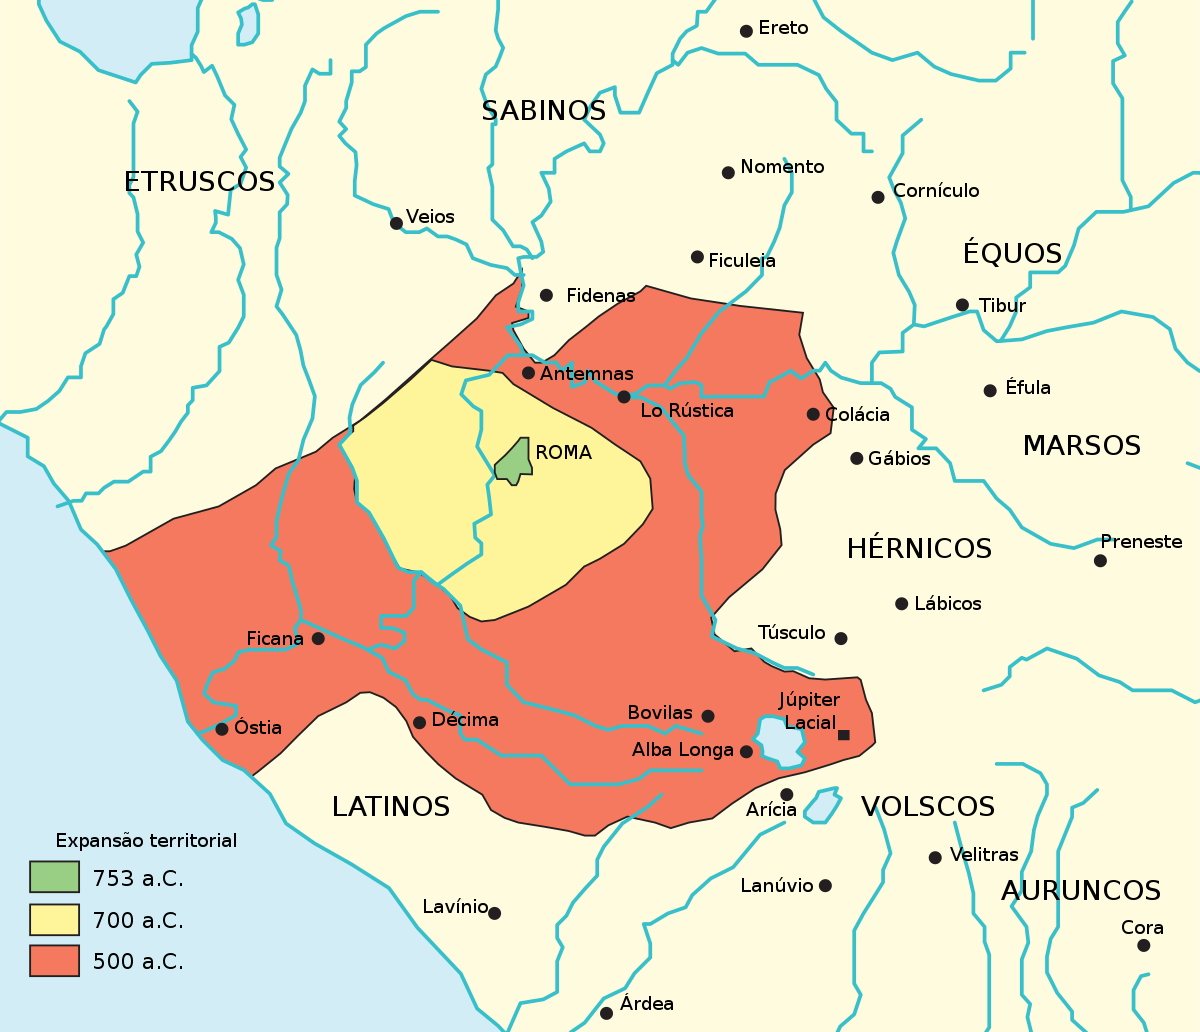 Ereto
SABINOS
Nomento
ETRUSCOS
Cornículo
Veios
ÉQUOS
Ficuleia
Fidenas
Tibur
Antemnas
Éfula
Lo Rústica
Colácia
MARSOS
ROMA
Gábios
Preneste
HÉRNICOS
Lábicos
Túsculo
Ficana
Júpiter
Lacial
Bovilas
Décima
Óstia
Alba Longa
LATINOS
Arícia
VOLSCOS
Expansão territorial
753 a.C.
700 a.C.
500 a.C.
Velitras
Lanúvio
AURUNCOS
Lavínio
Cora
Árdea